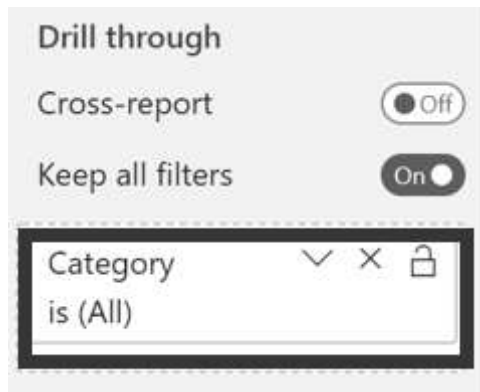 Drill through
Cross-report Off
Keep all filters On
Category
is (All)